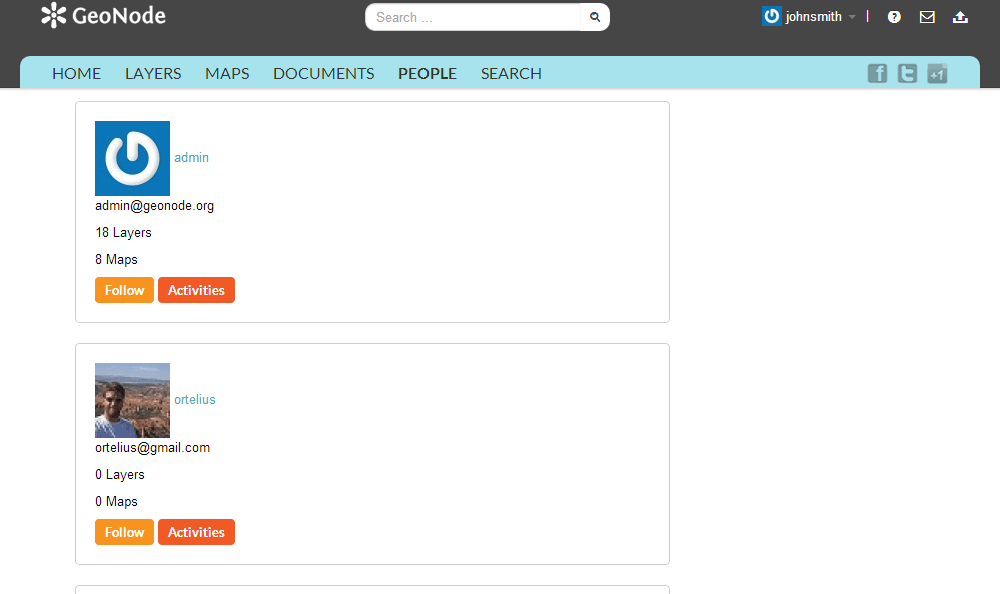 GeoNode
Search ...
johnsmith
HOME LAYERS MAPS DOCUMENTS PEOPLE SEARCH
f t +1
admin
admin@geonode.org
18 Layers
8 Maps
Follow Activities
ortelius
ortelius@gmail.com
0 Layers
0 Maps
Follow Activities